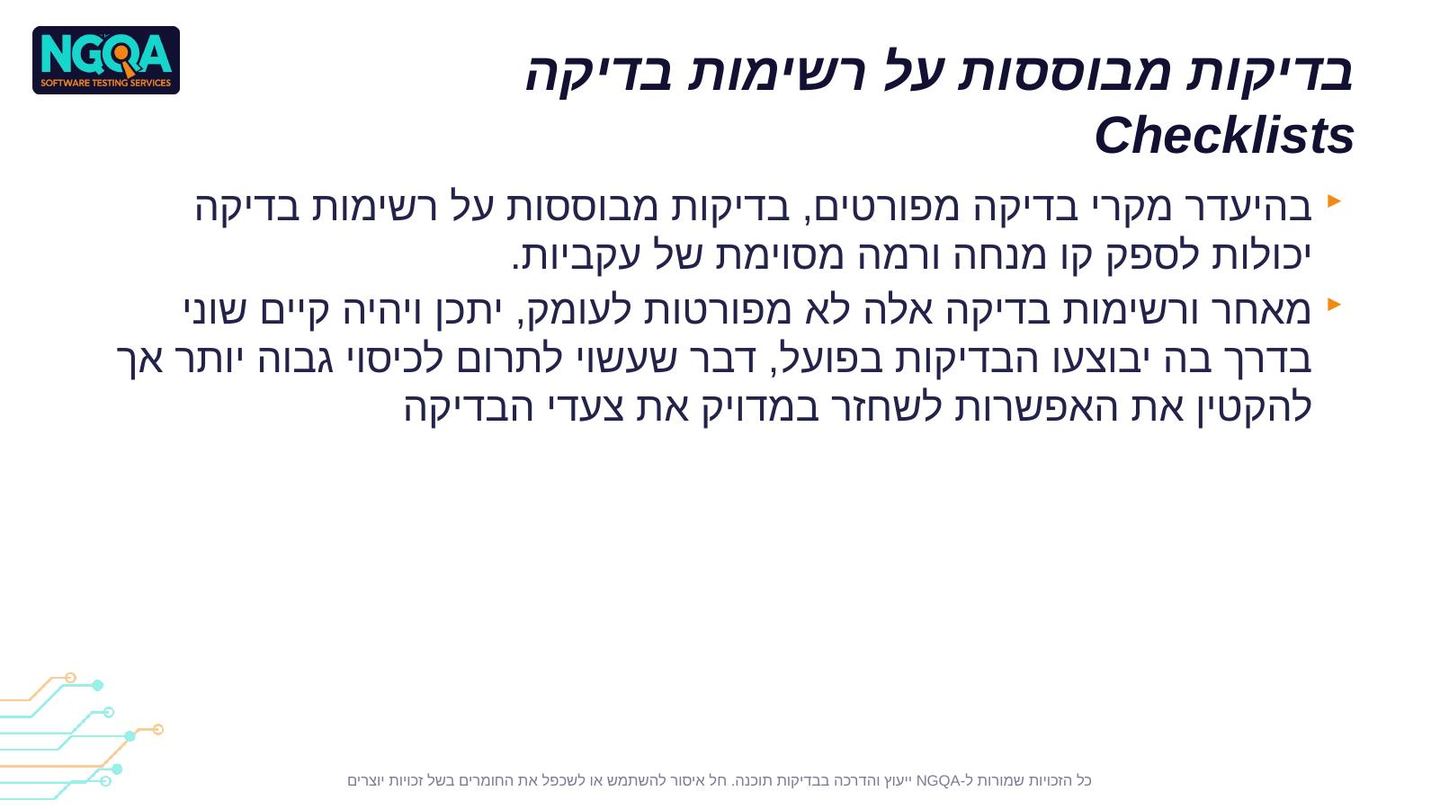 NGQA
SOFTWARE TESTING SERVICES
בדיקות מבוססות על רשימות בדיקה
Checklists
בהיעדר מקרי בדיקה מפורטים, בדיקות מבוססות על רשימות בדיקה
יכולות לספק קו מנחה ורמה מסוימת של עקביות.
מאחר ורשימות בדיקה אלה לא מפורטות לעומק, יתכן ויהיה קיים שוני
בדרך בה יבוצעו הבדיקות בפועל, דבר שעשוי לתרום לכיסוי גבוה יותר אך
להקטין את האפשרות לשחזר במדויק את צעדי הבדיקה
כל הזכויות שמורות ל-NGQA ייעוץ והדרכה בבדיקות תוכנה. חל איסור להשתמש או לשכפל את החומרים בשל זכויות יוצרים